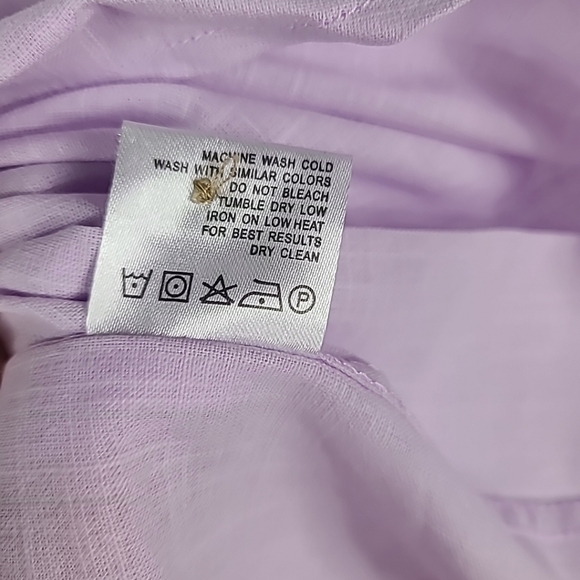 MACHINE WASH COLD
WASH WITH SIMILAR COLORS
DO NOT BLEACH
TUMBLE DRY LOW
IRON ON LOW HEAT
FOR BEST RESULTS
DRY CLEAN
P